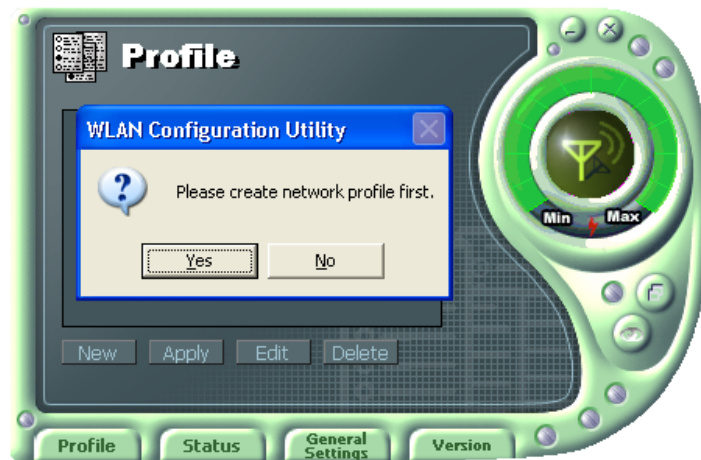 Profile
WLAN Configuration Utility
Please create network profile first.
Yes No
Min Max
New Apply Edit Delete
Profile Status General Settings Version